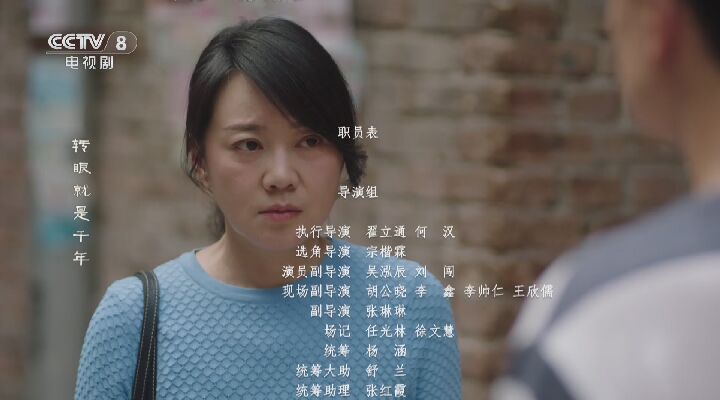 CCTV 8
电视剧
转眼就是千年
职员表
导演组
执行导演 翟立通 何 汉
选角导演 宗楷霖
演员副导演 吴泓辰 刘 闯
现场副导演 胡公晓 李 鑫 李帅仁 王欣儒
副导演 张琳琳
场记 任光林 徐文慧
统筹 杨 涵
统筹大助 舒 兰
统筹助理 张红霞